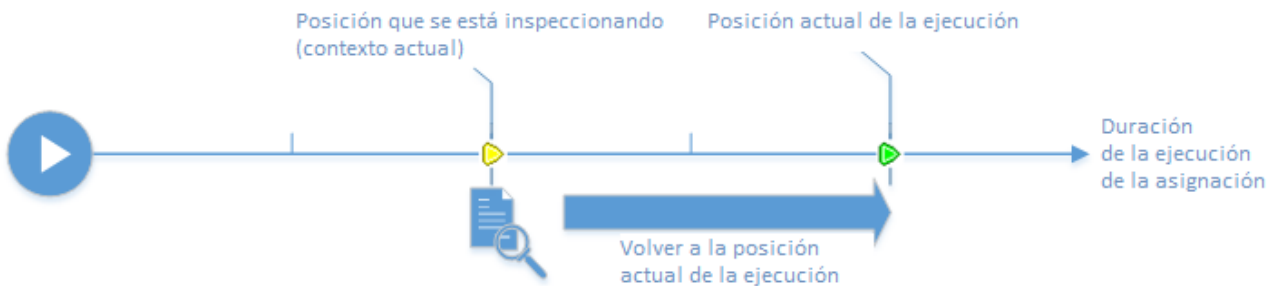 Posición que se está inspeccionando
(contexto actual)
Posición actual de la ejecución
Duración
de la ejecución
de la asignación
Volver a la posición
actual de la ejecución